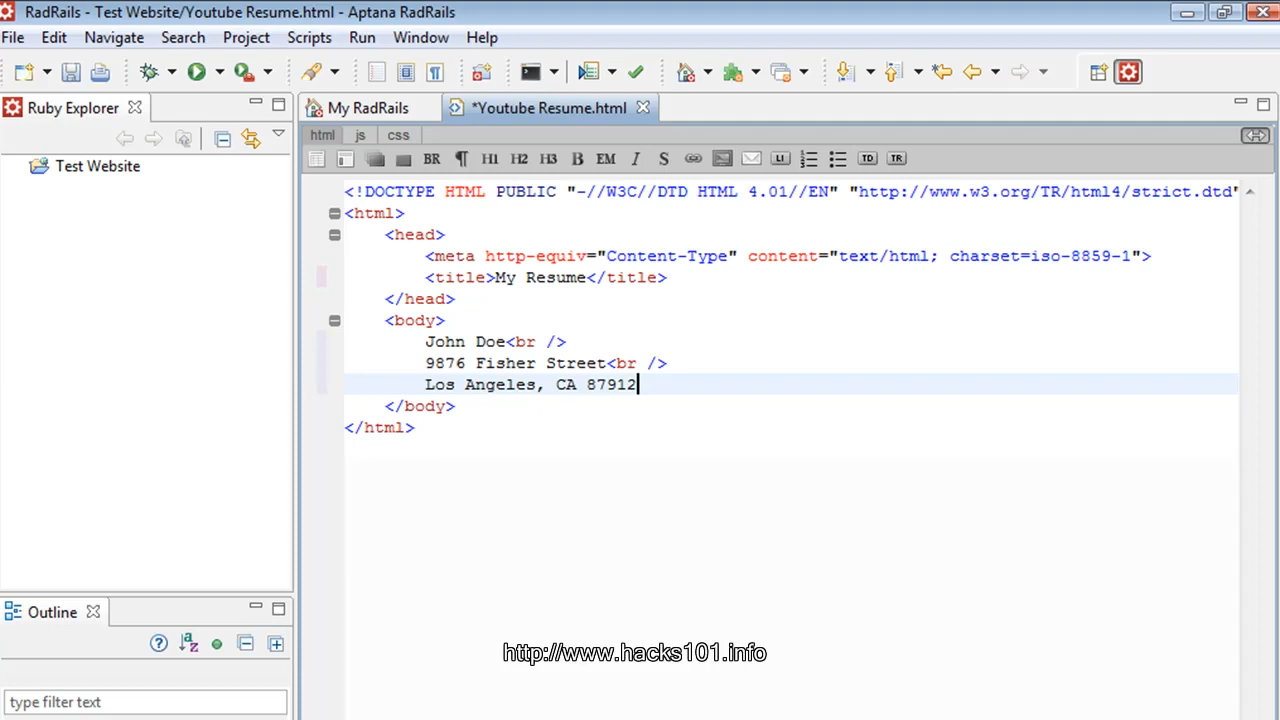 RadRails - Test Website/Youtube Resume.html - Aptana RadRails
File Edit Navigate Search Project Scripts Run Window Help
Ruby Explorer
My RadRails
*Youtube Resume.html
html js css
BR H1 H2 H3 B EM I S LI TD TR
Test Website
<!DOCTYPE HTML PUBLIC "-//W3C//DTD HTML 4.01//EN" "http://www.w3.org/TR/html4/strict.dtd"
<html>
<head>
<meta http-equiv="Content-Type" content="text/html; charset=iso-8859-1">
<title>My Resume</title>
</head>
<body>
John Doe<br />
9876 Fisher Street<br />
Los Angeles, CA 87912
</body>
</html>
Outline
type filter text
http://www.hacks101.info